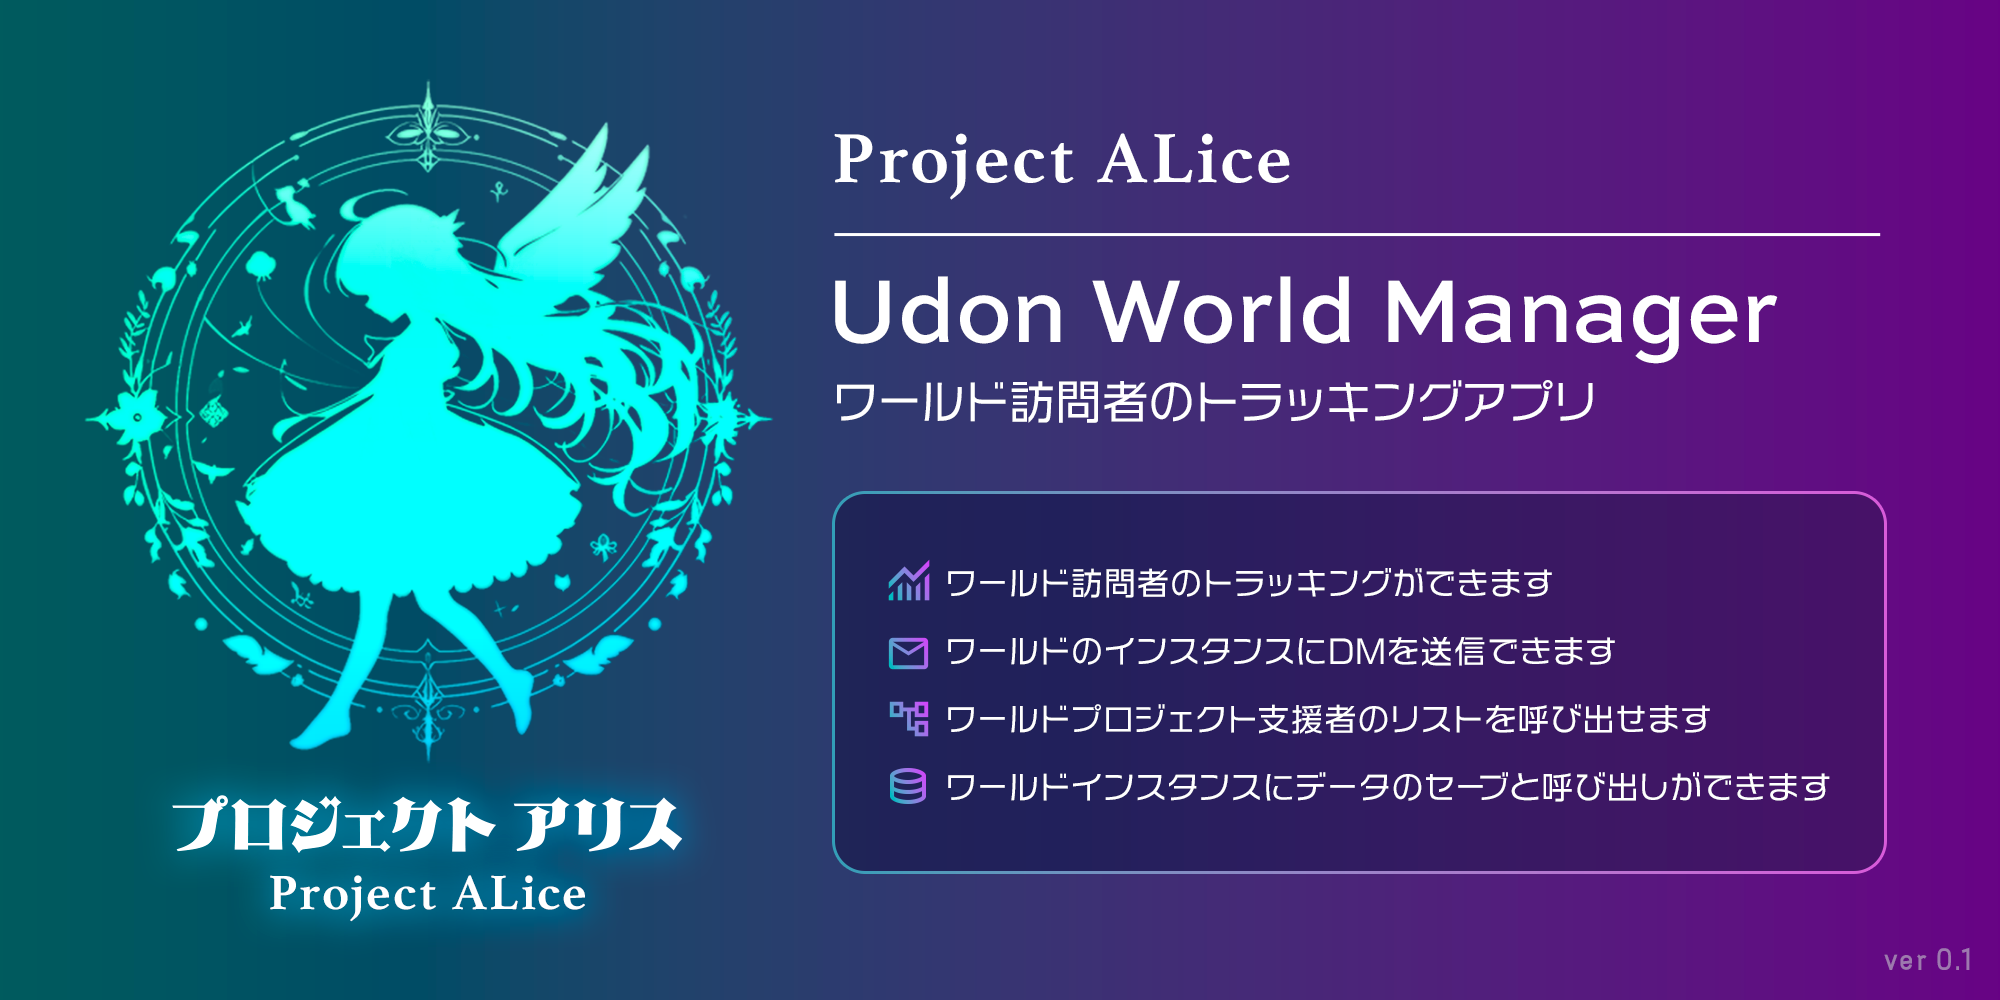 プロジェクト アリス
Project ALice
Project ALice
Udon World Manager
ワールド訪問者のトラッキングアプリ
ワールド訪問者のトラッキングができます
ワールドのインスタンスにDMを送信できます
ワールドプロジェクト支援者のリストを呼び出せます
ワールドインスタンスにデータのセーブと呼び出しができます
ver 0.1